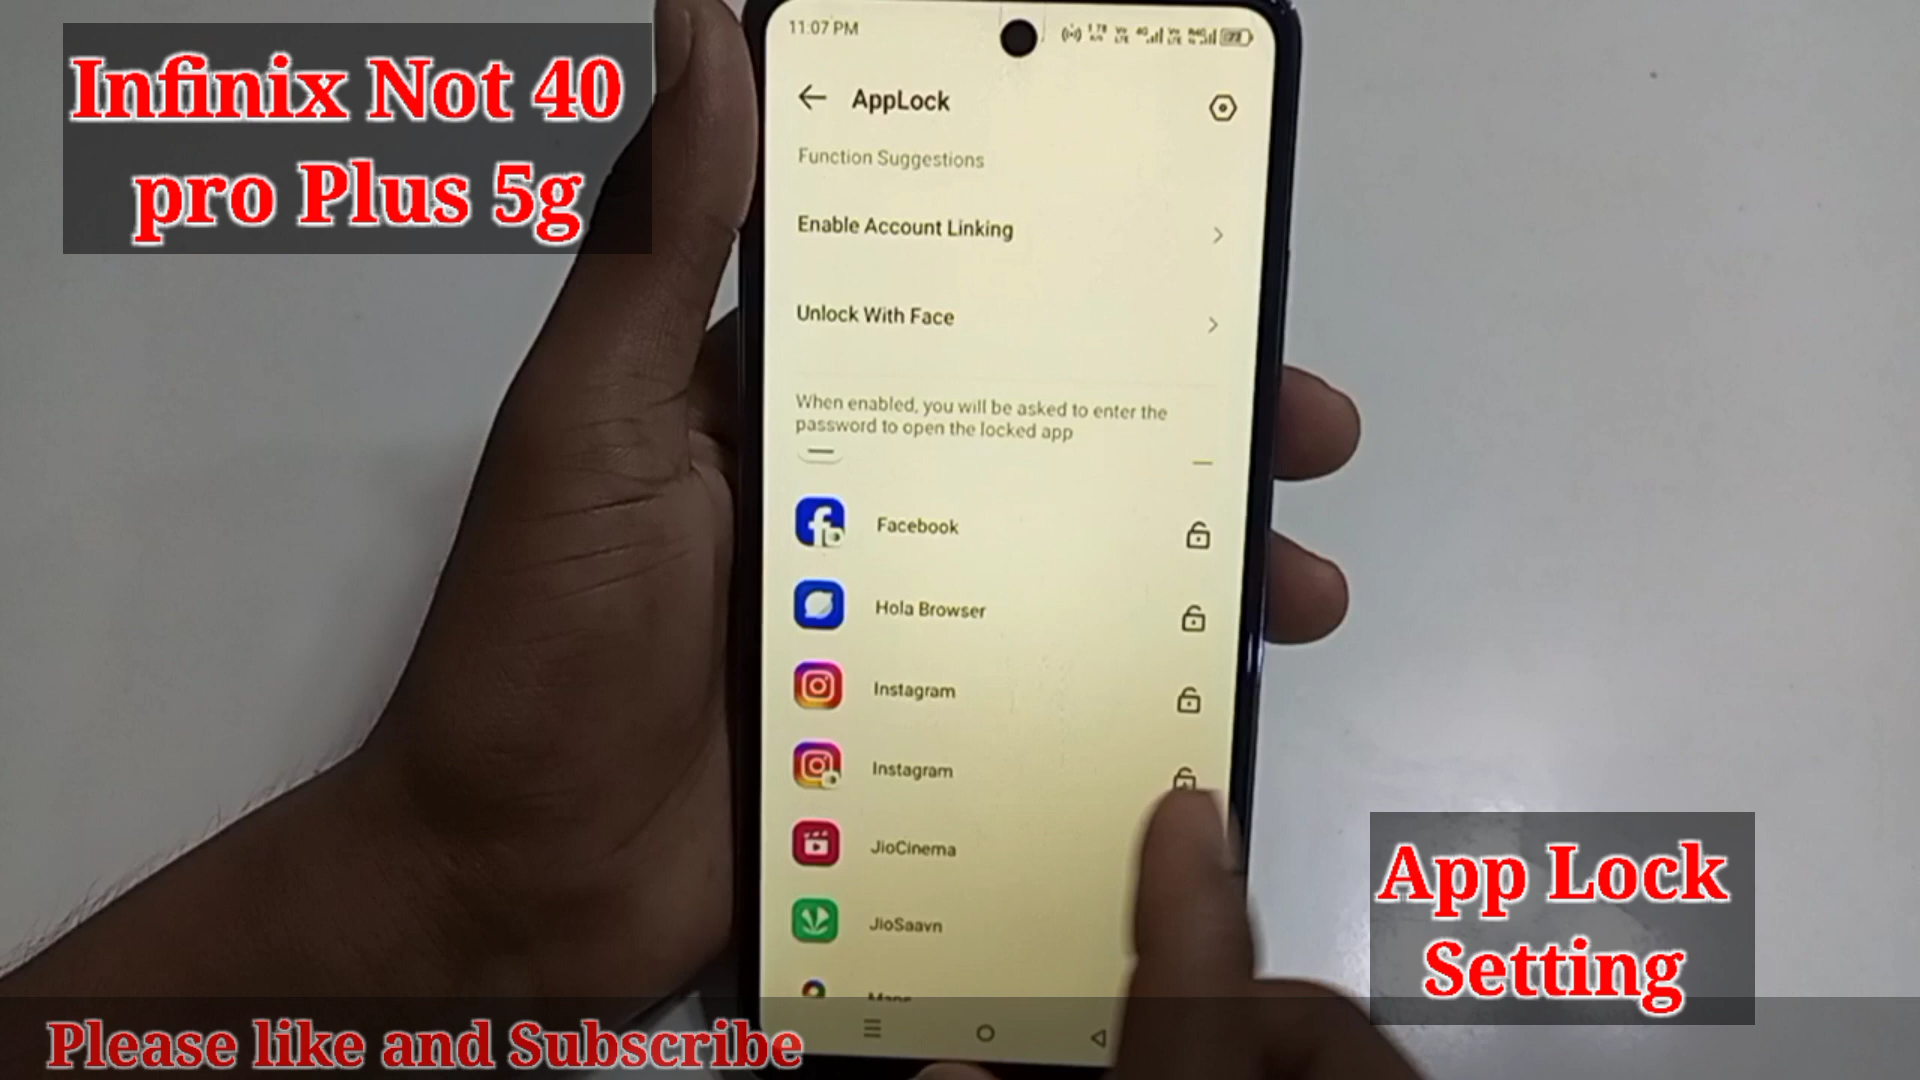 Infinix Not 40
pro Plus 5g
11:07 PM
AppLock
Function Suggestions
Enable Account Linking
Unlock With Face
When enabled, you will be asked to enter the
password to open the locked app
Facebook
Hola Browser
Instagram
Instagram
JioCinema
JioSaavn
Maps
App Lock
Setting
Please like and Subscribe